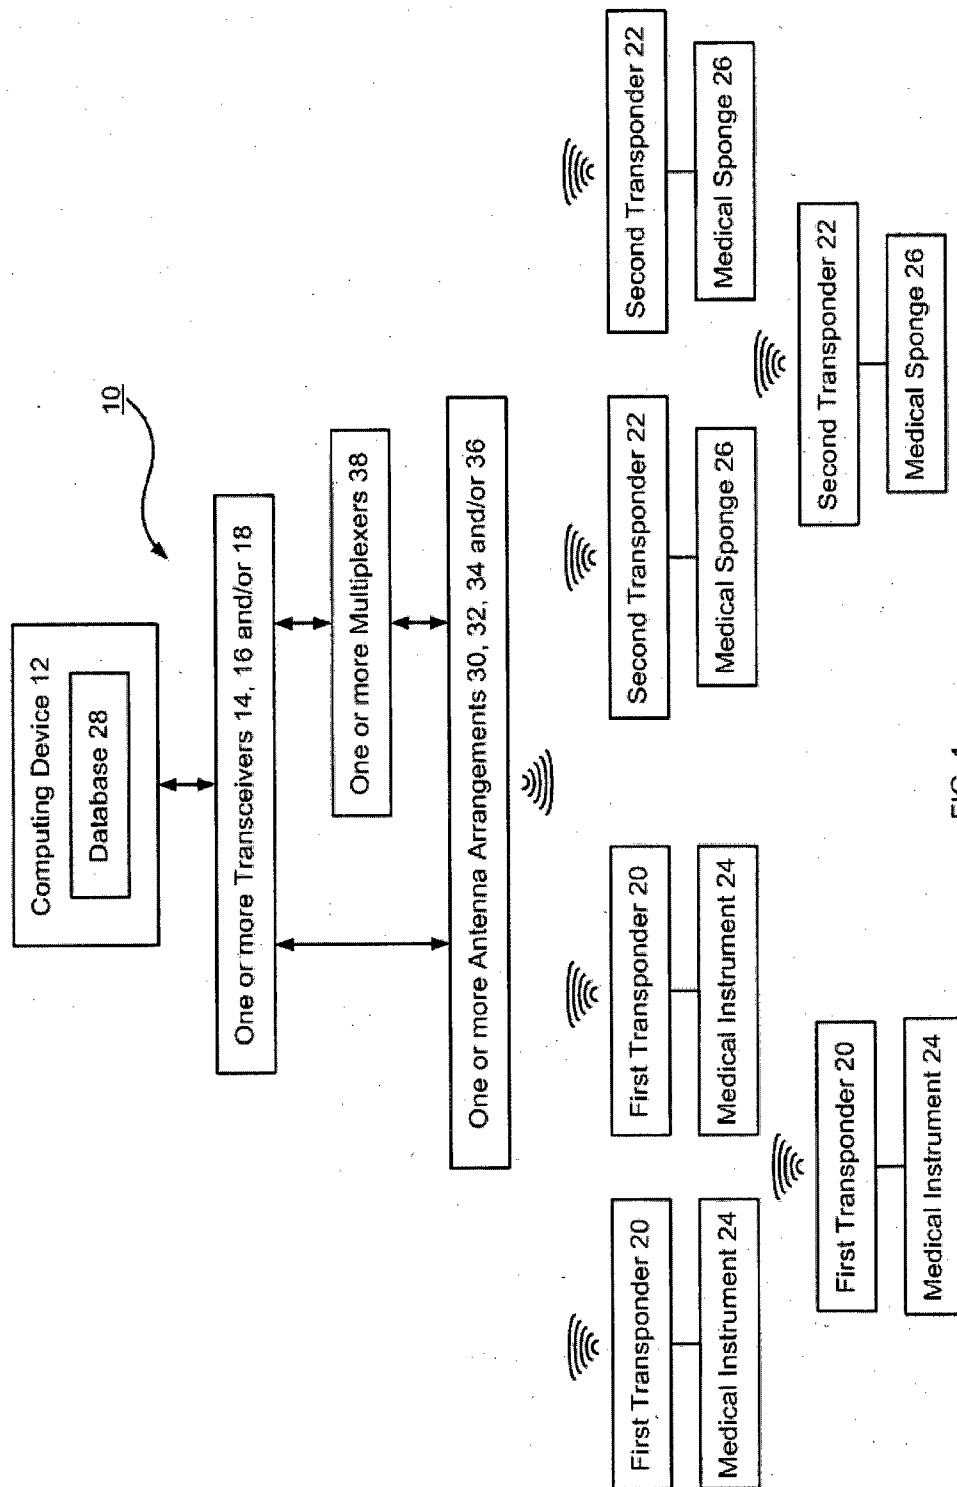 Computing Device 12
Database 28
10
One or more Transceivers 14, 16 and/or 18
One or more Multiplexers 38
One or more Antenna Arrangements 30, 32, 34 and/or 36
First Transponder 20
Medical Instrument 24
First Transponder 20
Medical Instrument 24
Second Transponder 22
Medical Sponge 26
Second Transponder 22
Medical Sponge 26
First Transponder 20
Medical Instrument 24
Second Transponder 22
Medical Sponge 26